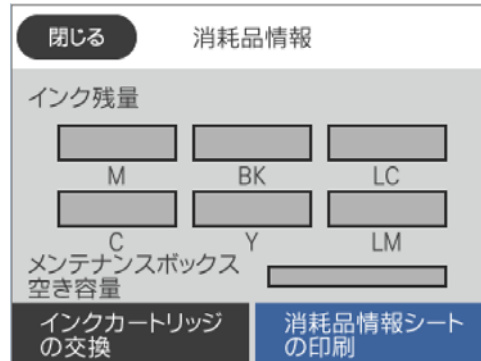 閉じる 消耗品情報
インク残量
M BK LC
C Y LM
メンテナンスボックス
空き容量
インクカートリッジ
の交換
消耗品情報シート
の印刷